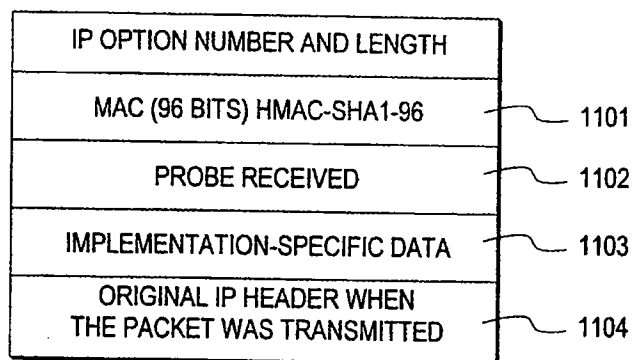 IP OPTION NUMBER AND LENGTH
MAC (96 BITS) HMAC-SHA1-96
1101
PROBE RECEIVED
1102
IMPLEMENTATION-SPECIFIC DATA
1103
ORIGINAL IP HEADER WHEN
THE PACKET WAS TRANSMITTED
1104